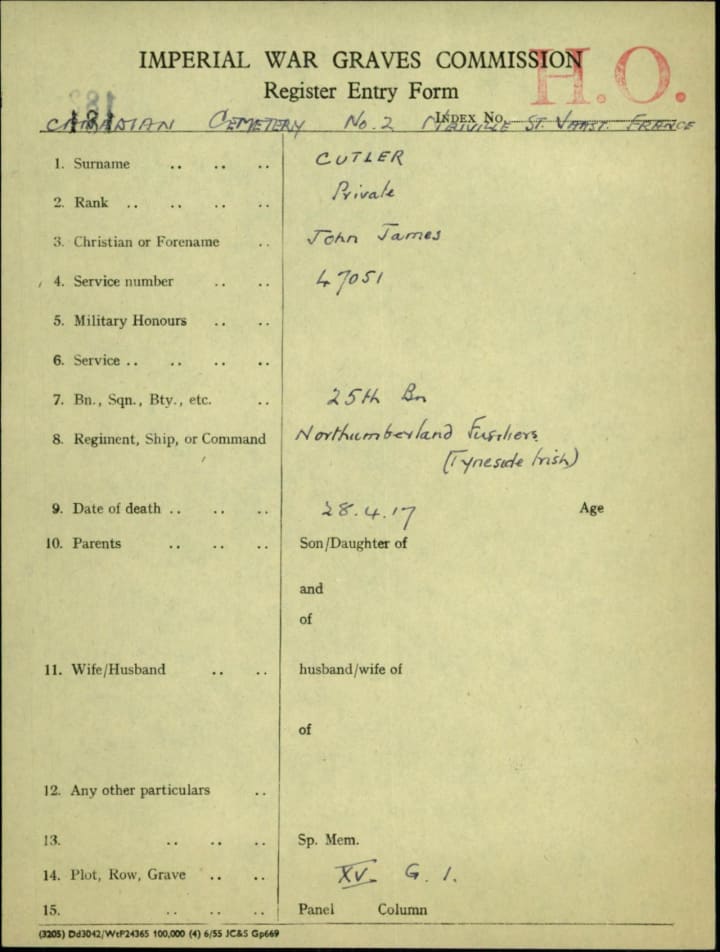 IMPERIAL WAR GRAVES COMMISSION
H.O.
Register Entry Form
181
INDEX No.
CANADIAN CEMETERY No. 2 NEUVILLE ST. VAAST. FRANCE
1. Surname .. .. .. CUTLER
2. Rank .. .. .. .. Private
3. Christian or Forename .. John James
4. Service number .. .. 47051
5. Military Honours .. ..
6. Service .. .. .. ..
7. Bn., Sqn., Bty., etc. .. 25th Bn
8. Regiment, Ship, or Command Northumberland Fusiliers
(Tyneside Irish)
9. Date of death .. .. .. 28.4.17 Age
10. Parents .. .. .. Son/Daughter of
and
of
11. Wife/Husband .. .. husband/wife of
of
12. Any other particulars ..
13. .. .. .. Sp. Mem.
14. Plot, Row, Grave .. .. XV. G. 1.
15. .. .. .. Panel Column
(3205) Dd3042/WtP24365 100,000 (4) 6/55 JC&S Gp669